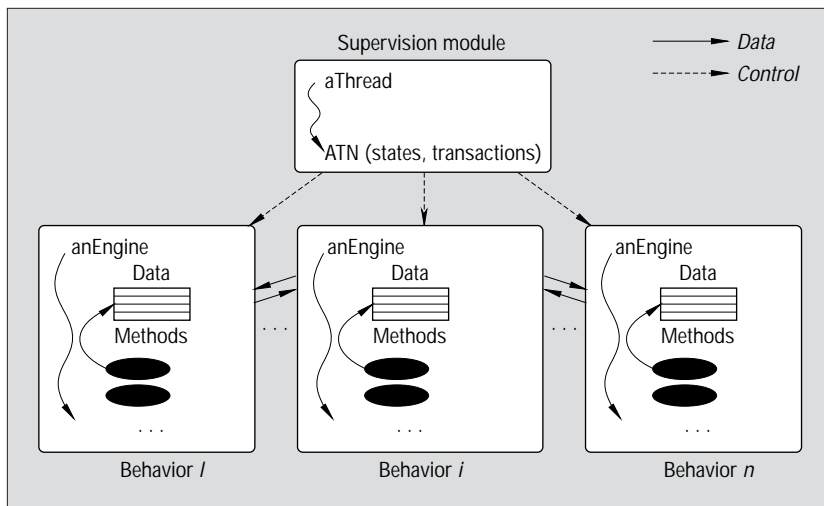 Supervision module
Data
Control
aThread
ATN (states, transactions)
anEngine
Data
Methods
. . .
Behavior l
. . .
anEngine
Data
Methods
. . .
Behavior i
. . .
anEngine
Data
Methods
. . .
Behavior n